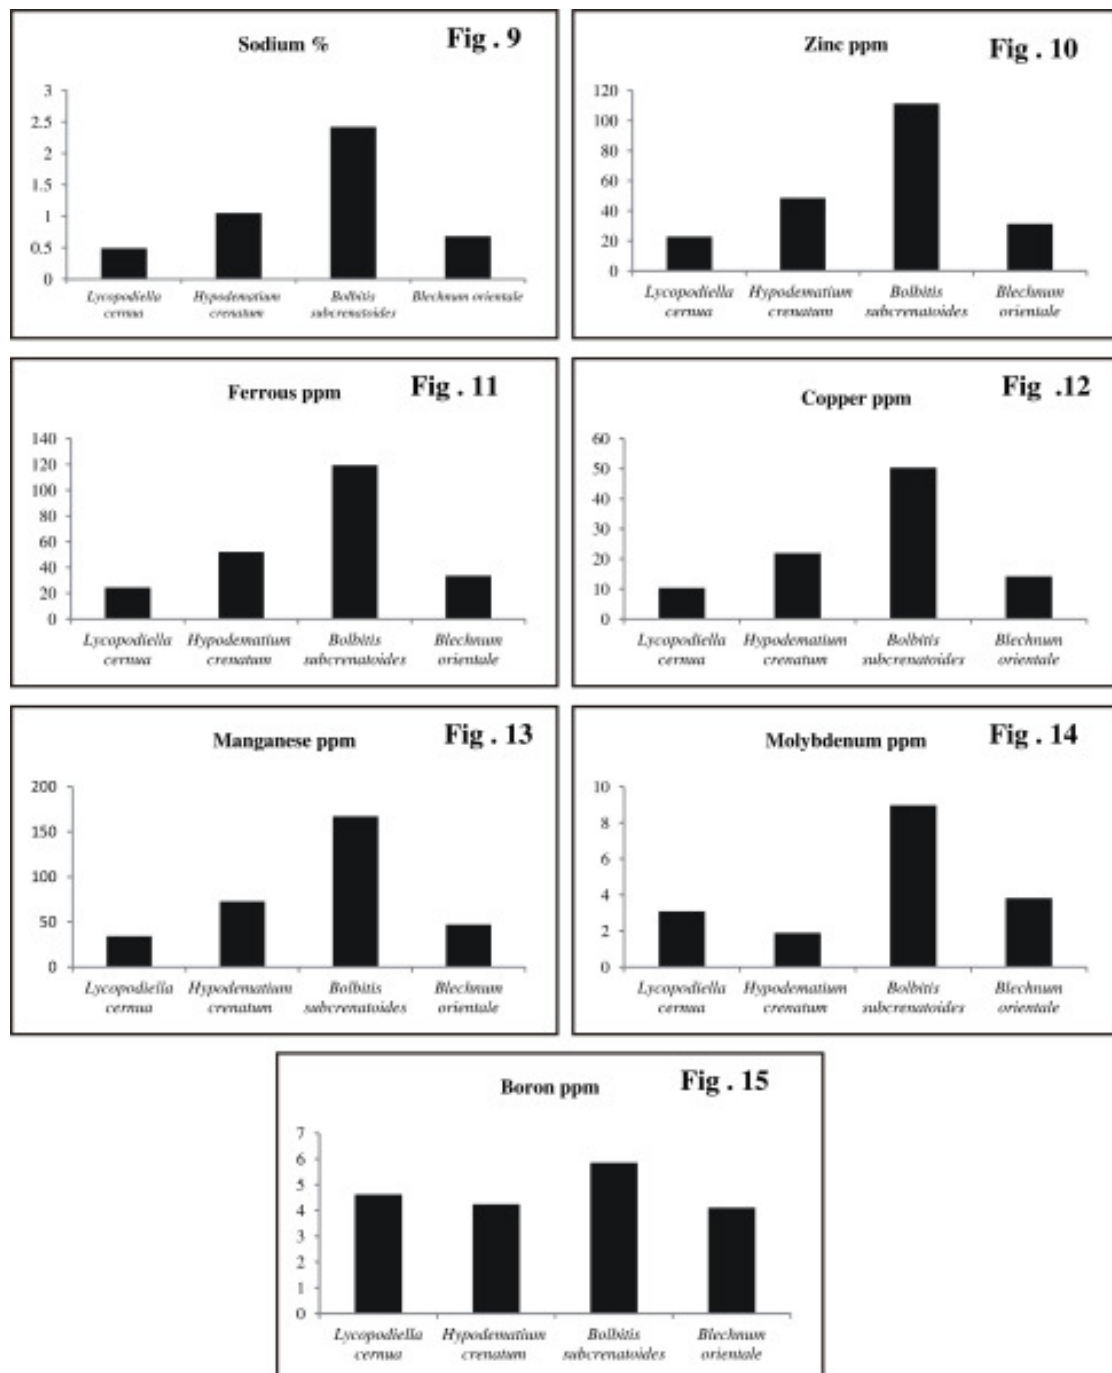 Sodium %
Fig . 9
3
2.5
2
1.5
1
0.5
0
Lycopodiella Hypodematium Bolbitis Blechnum orientale
cernua crenatum subcrenatoides
Zinc ppm
Fig . 10
120
100
80
60
40
20
0
Lycopodiella Hypodematium Bolbitis Blechnum
cernua crenatum subcrenatoides orientale
Ferrous ppm
Fig . 11
140
120
100
80
60
40
20
0
Lycopodiella Hypodematium Bolbitis Blechnum
cernua crenatum subcrenatoides orientale
Copper ppm
Fig .12
60
50
40
30
20
10
0
Lycopodiella Hypodematium Bolbitis Blechnum
cernua crenatum subcrenatoides orientale
Manganese ppm
Fig . 13
200
150
100
50
0
Lycopodiella Hypodematium Bolbitis Blechnum
cernua crenatum subcrenatoides orientale
Molybdenum ppm
Fig . 14
10
8
6
4
2
0
Lycopodiella Hypodematium Bolbitis Blechnum
cernua crenatum subcrenatoides orientale
Boron ppm
Fig . 15
7
6
5
4
3
2
1
0
Lycopodiella Hypodematium Bolbitis Blechnum
cernua crenatum subcrenatoides orientale